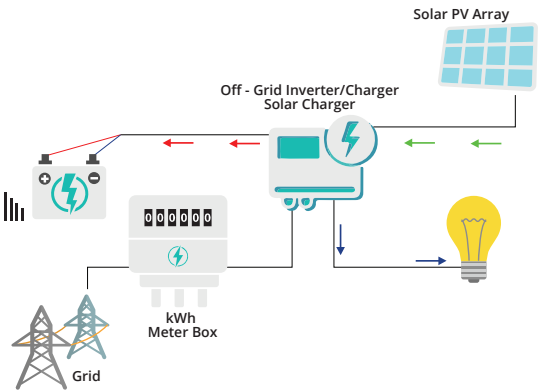 Solar PV Array
Off - Grid Inverter/Charger
Solar Charger
000000
kWh
Meter Box
Grid